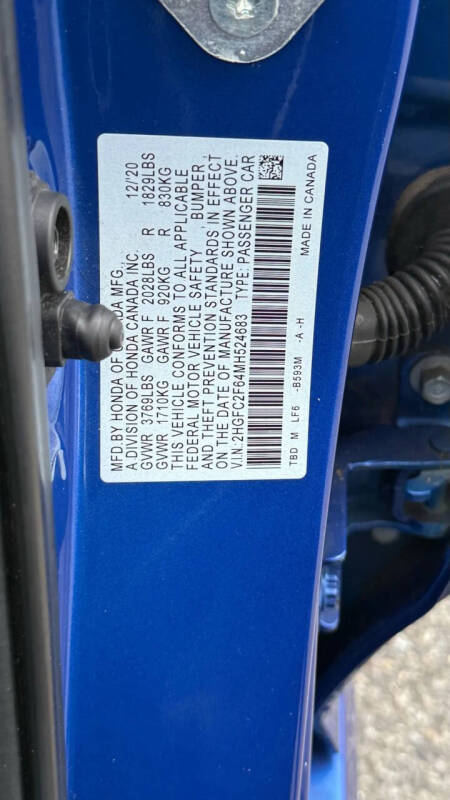 MFD.BY HONDA OF CANADA MFG., 12/'20
A DIVISION OF HONDA CANADA INC.
GVWR 3769LBS GAWR F 2028LBS R 1829LBS
GVWR 1710KG GAWR F 920KG R 830KG
THIS VEHICLE CONFORMS TO ALL APPLICABLE
FEDERAL MOTOR VEHICLE SAFETY, BUMPER
AND THEFT PREVENTION STANDARDS IN EFFECT
ON THE DATE OF MANUFACTURE SHOWN ABOVE.
V.I.N.:2HGFC2F64MH524683 TYPE: PASSENGER CAR
TBD M LF6 -B593M -A -H MADE IN CANADA